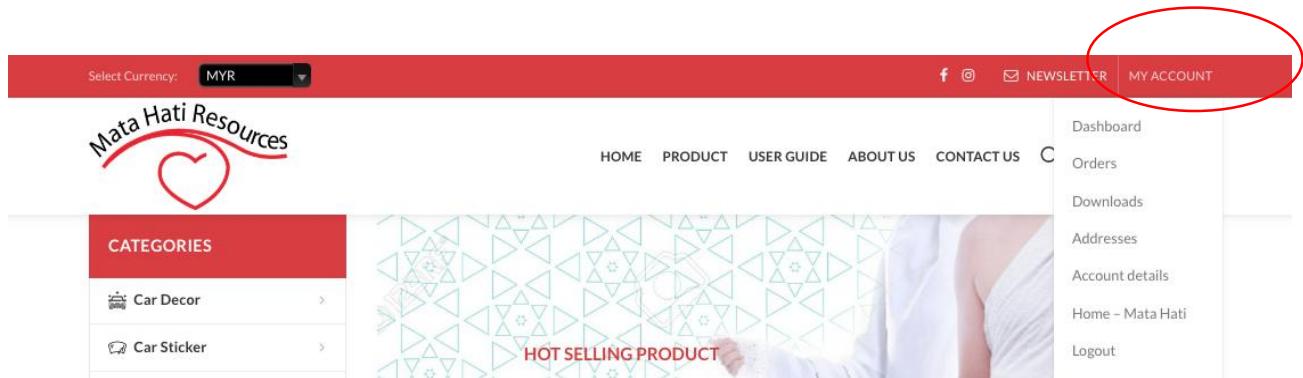 Select Currency: MYR
NEWSLETTER MY ACCOUNT
Mata Hati Resources
HOME PRODUCT USER GUIDE ABOUT US CONTACT US
Dashboard
Orders
Downloads
Addresses
Account details
Home – Mata Hati
Logout
CATEGORIES
Car Decor
Car Sticker
HOT SELLING PRODUCT